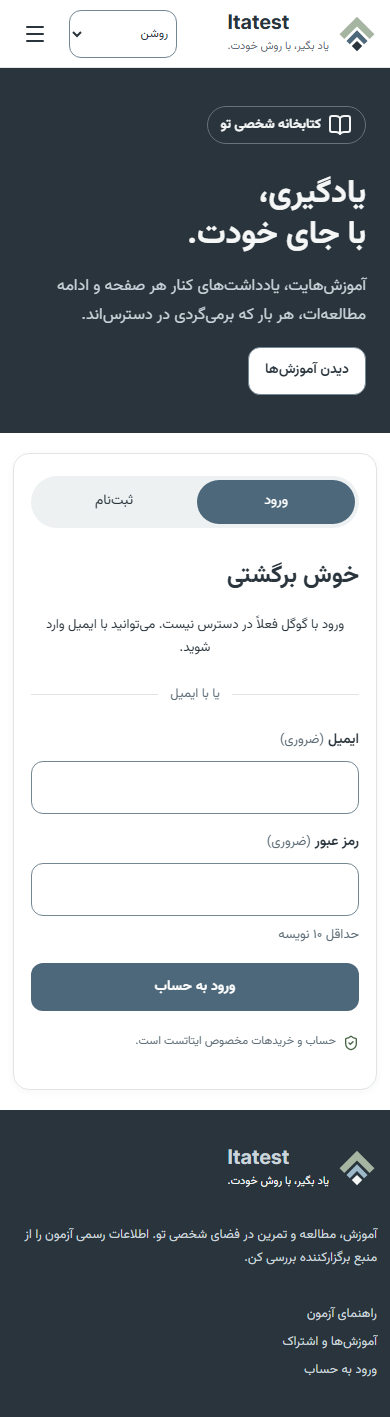 Itatest
یاد بگیر، با روش خودت.
روشن
کتابخانه شخصی تو
یادگیری،
با جای خودت.
آموزش‌هایت، یادداشت‌های کنار هر صفحه و ادامه
مطالعه‌ات، هر بار که برمی‌گردی در دسترس‌اند.
دیدن آموزش‌ها
ورود
ثبت‌نام
خوش برگشتی
ورود با گوگل فعلاً در دسترس نیست. می‌توانید با ایمیل وارد
شوید.
یا با ایمیل
ایمیل (ضروری)
رمز عبور (ضروری)
حداقل ۱۰ نویسه
ورود به حساب
حساب و خریدهات مخصوص ایتاتست است.
Itatest
یاد بگیر، با روش خودت.
آموزش، مطالعه و تمرین در فضای شخصی تو. اطلاعات رسمی آزمون را از
منبع برگزارکننده بررسی کن.
راهنمای آزمون
آموزش‌ها و اشتراک
ورود به حساب